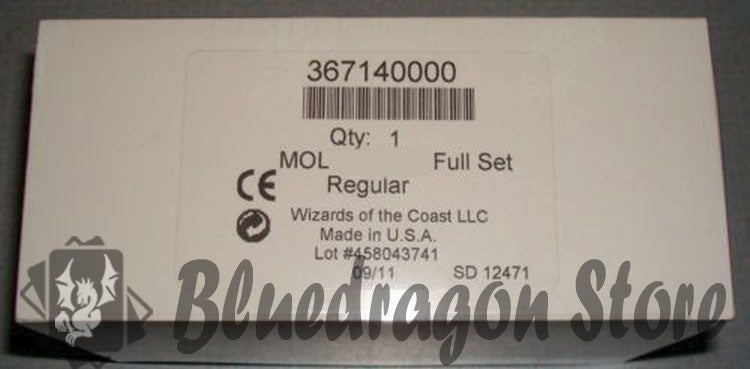 367140000
Qty: 1
MOL Full Set
Regular
CE
Wizards of the Coast LLC
Made in U.S.A.
Lot #458043741
09/11 SD 12471
Bluedragon Store